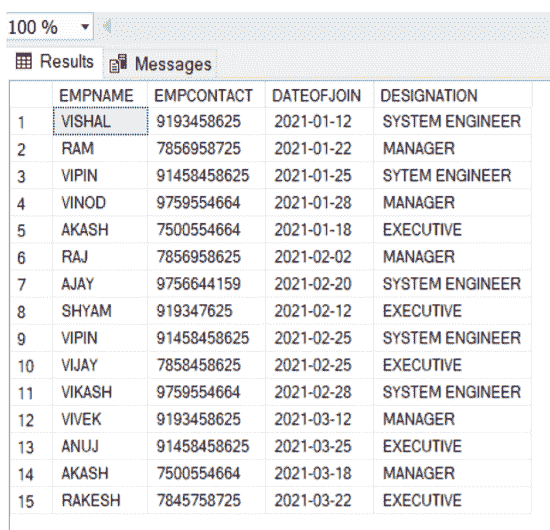 100 %
Results Messages
EMPNAME EMPCONTACT DATEOFJOIN DESIGNATION
1 VISHAL 9193458625 2021-01-12 SYSTEM ENGINEER
2 RAM 7856958725 2021-01-22 MANAGER
3 VIPIN 91458458625 2021-01-25 SYTEM ENGINEER
4 VINOD 9759554664 2021-01-28 MANAGER
5 AKASH 7500554664 2021-01-18 EXECUTIVE
6 RAJ 7856958625 2021-02-02 MANAGER
7 AJAY 9756644159 2021-02-20 SYSTEM ENGINEER
8 SHYAM 919347625 2021-02-12 EXECUTIVE
9 VIPIN 91458458625 2021-02-25 SYSTEM ENGINEER
10 VIJAY 7858458625 2021-02-25 EXECUTIVE
11 VIKASH 9759554664 2021-02-28 SYSTEM ENGINEER
12 VIVEK 9193458625 2021-03-12 MANAGER
13 ANUJ 91458458625 2021-03-25 EXECUTIVE
14 AKASH 7500554664 2021-03-18 MANAGER
15 RAKESH 7845758725 2021-03-22 EXECUTIVE